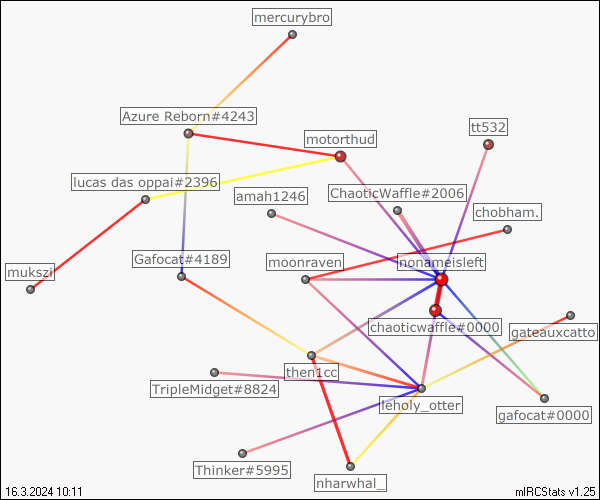 mercurybro
Azure Reborn#4243
tt532
motorthud
lucas das oppai#2396
ChaoticWaffle#2006
amah1246
chobham.
Gafocat#4189
moonraven
nonameisleft
mukszi
chaoticwaffle#0000
gateauxcatto
then1cc
TripleMidget#8824
leholy_otter
gafocat#0000
Thinker#5995
nharwhal_
16.3.2024 10:11
mIRCStats v1.25